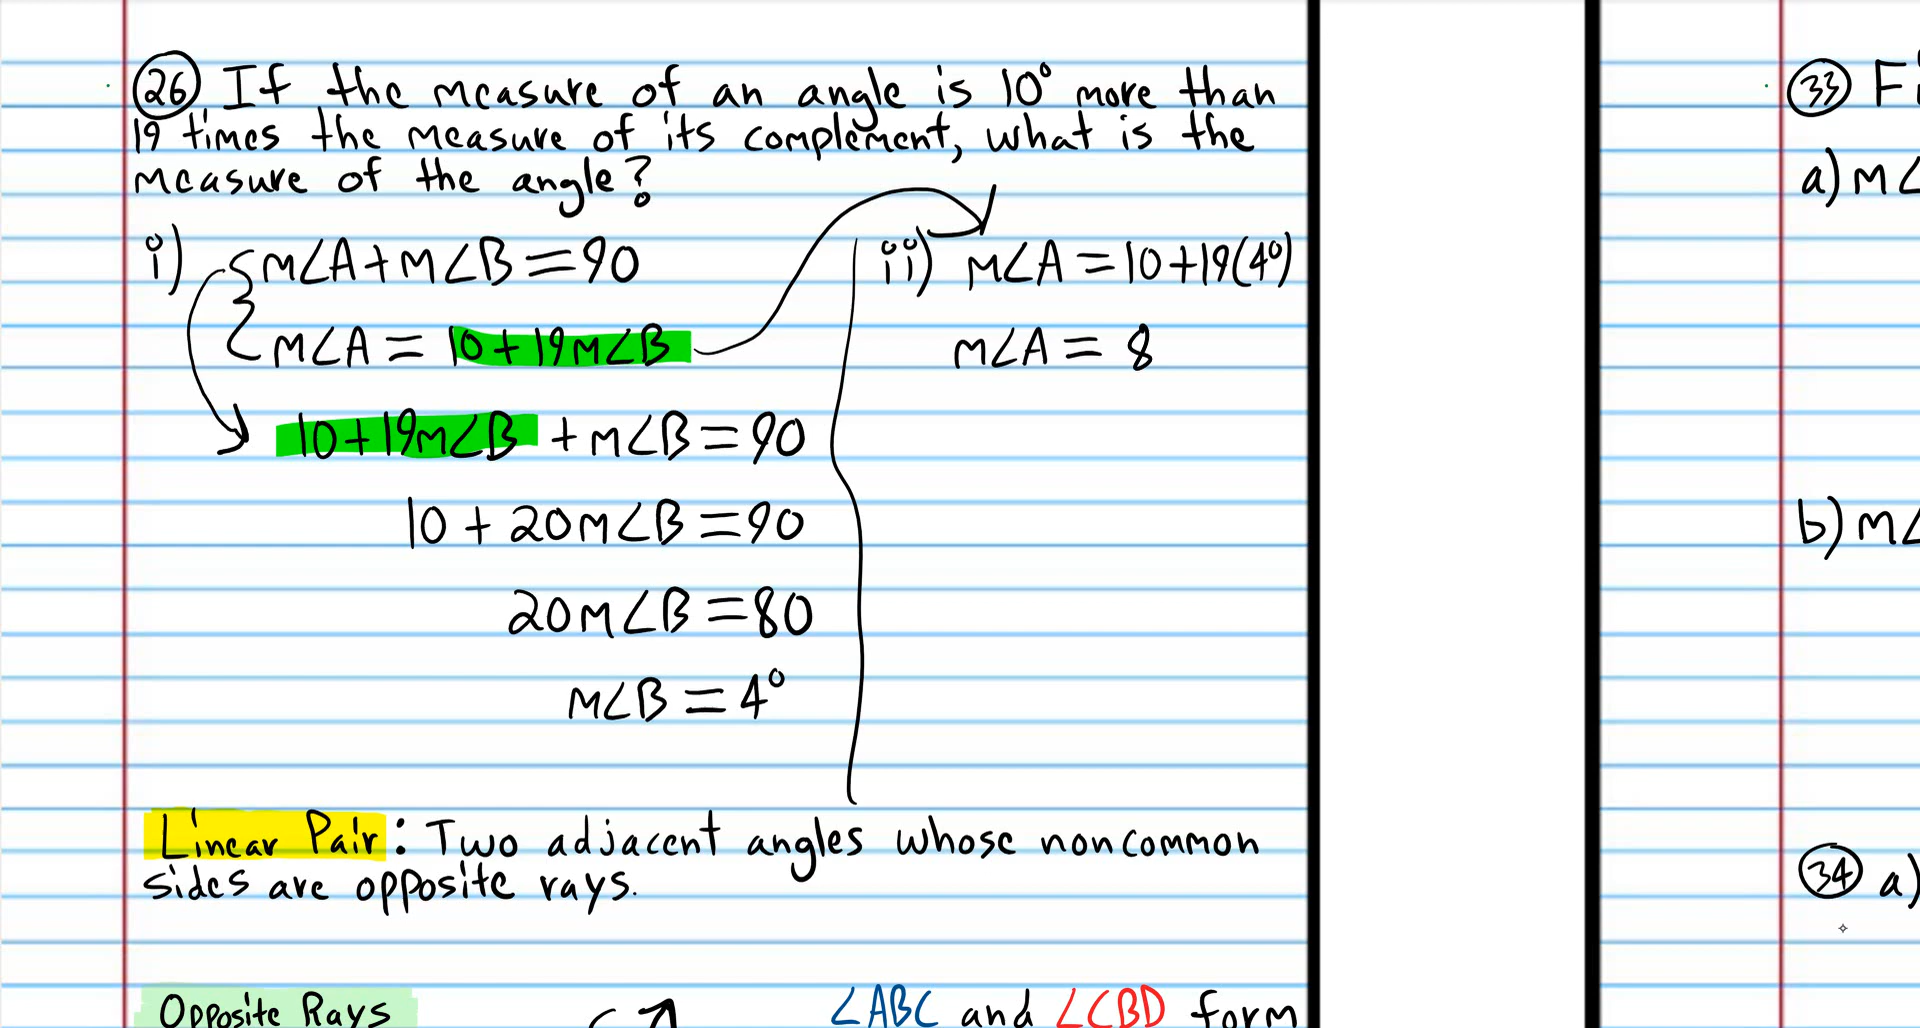 26. If the measure of an angle is 10° more than
19 times the measure of its complement, what is the
measure of the angle?
i) {m∠A+m∠B=90
m∠A = 10+19m∠B
10+19m∠B + m∠B=90
10 + 20m∠B=90
20m∠B=80
m∠B = 4°
ii) m∠A = 10+19(4°)
m∠A = 8
Linear Pair: Two adjacent angles whose noncommon
sides are opposite rays.
Opposite Rays
∠ABC and ∠CBD form
33
a) m∠
b) m∠
34 a)